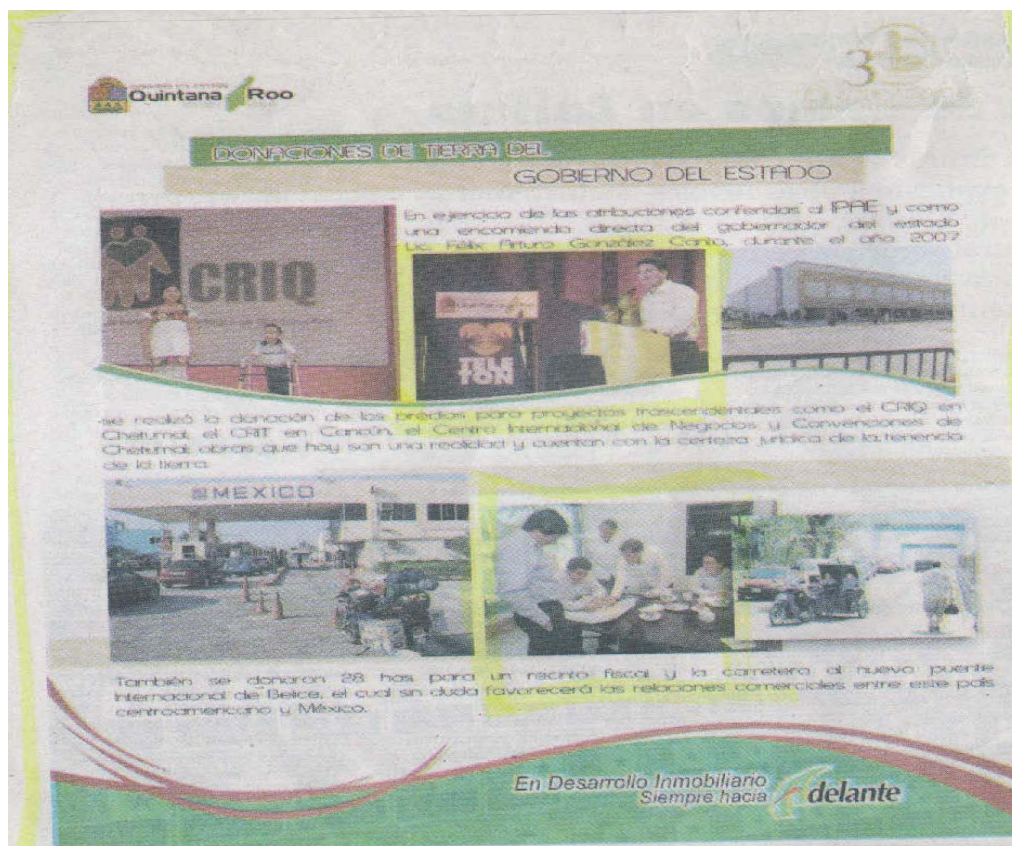 Quintana Roo
3
DONACIONES DE TIERRA DEL
GOBIERNO DEL ESTADO
En ejercicio de las atribuciones conferidas al IPAE y como
una encomienda directa del gobernador del estado
Lic. Félix Arturo González Canto, durante el año 2007
CRIQ
Quintana Roo
TELE
TON
se realizó la donación de los predios para proyectos trascendentales como el CRIQ en
Chetumal, el CRIT en Cancún, el Centro Internacional de Negocios y Convenciones de
Chetumal; obras que hoy son una realidad y cuentan con la certeza jurídica de la tenencia
de la tierra.
MEXICO
También se donaron 28 has para un recinto fiscal y la carretera al nuevo puente
Internacional de Belice, el cual sin duda favorecerá las relaciones comerciales entre este país
centroamericano y México.
En Desarrollo Inmobiliario
Siempre hacia Adelante